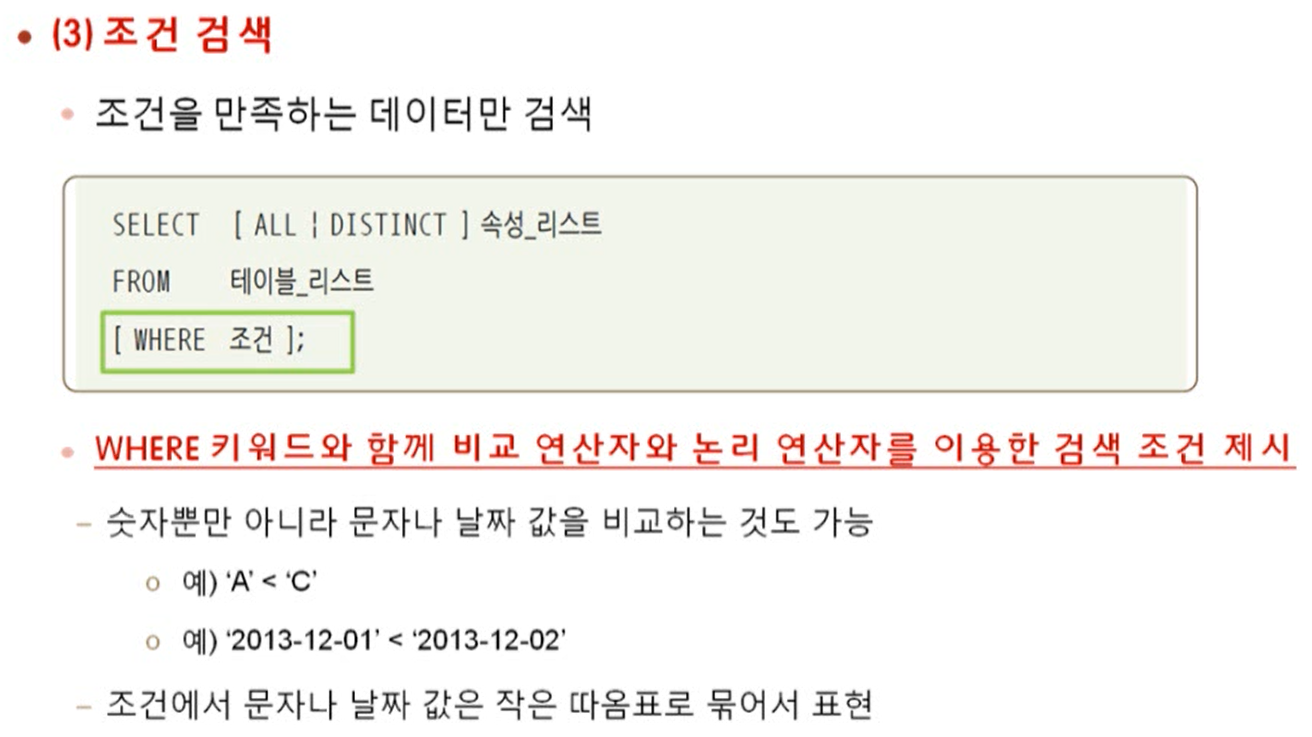 • (3) 조건 검색
• 조건을 만족하는 데이터만 검색
SELECT [ ALL ¦ DISTINCT ] 속성_리스트
FROM 테이블_리스트
[ WHERE 조건 ];
• WHERE 키워드와 함께 비교 연산자와 논리 연산자를 이용한 검색 조건 제시
– 숫자뿐만 아니라 문자나 날짜 값을 비교하는 것도 가능
o 예) ‘A’ < ‘C’
o 예) ‘2013-12-01’ < ‘2013-12-02’
– 조건에서 문자나 날짜 값은 작은 따옴표로 묶어서 표현